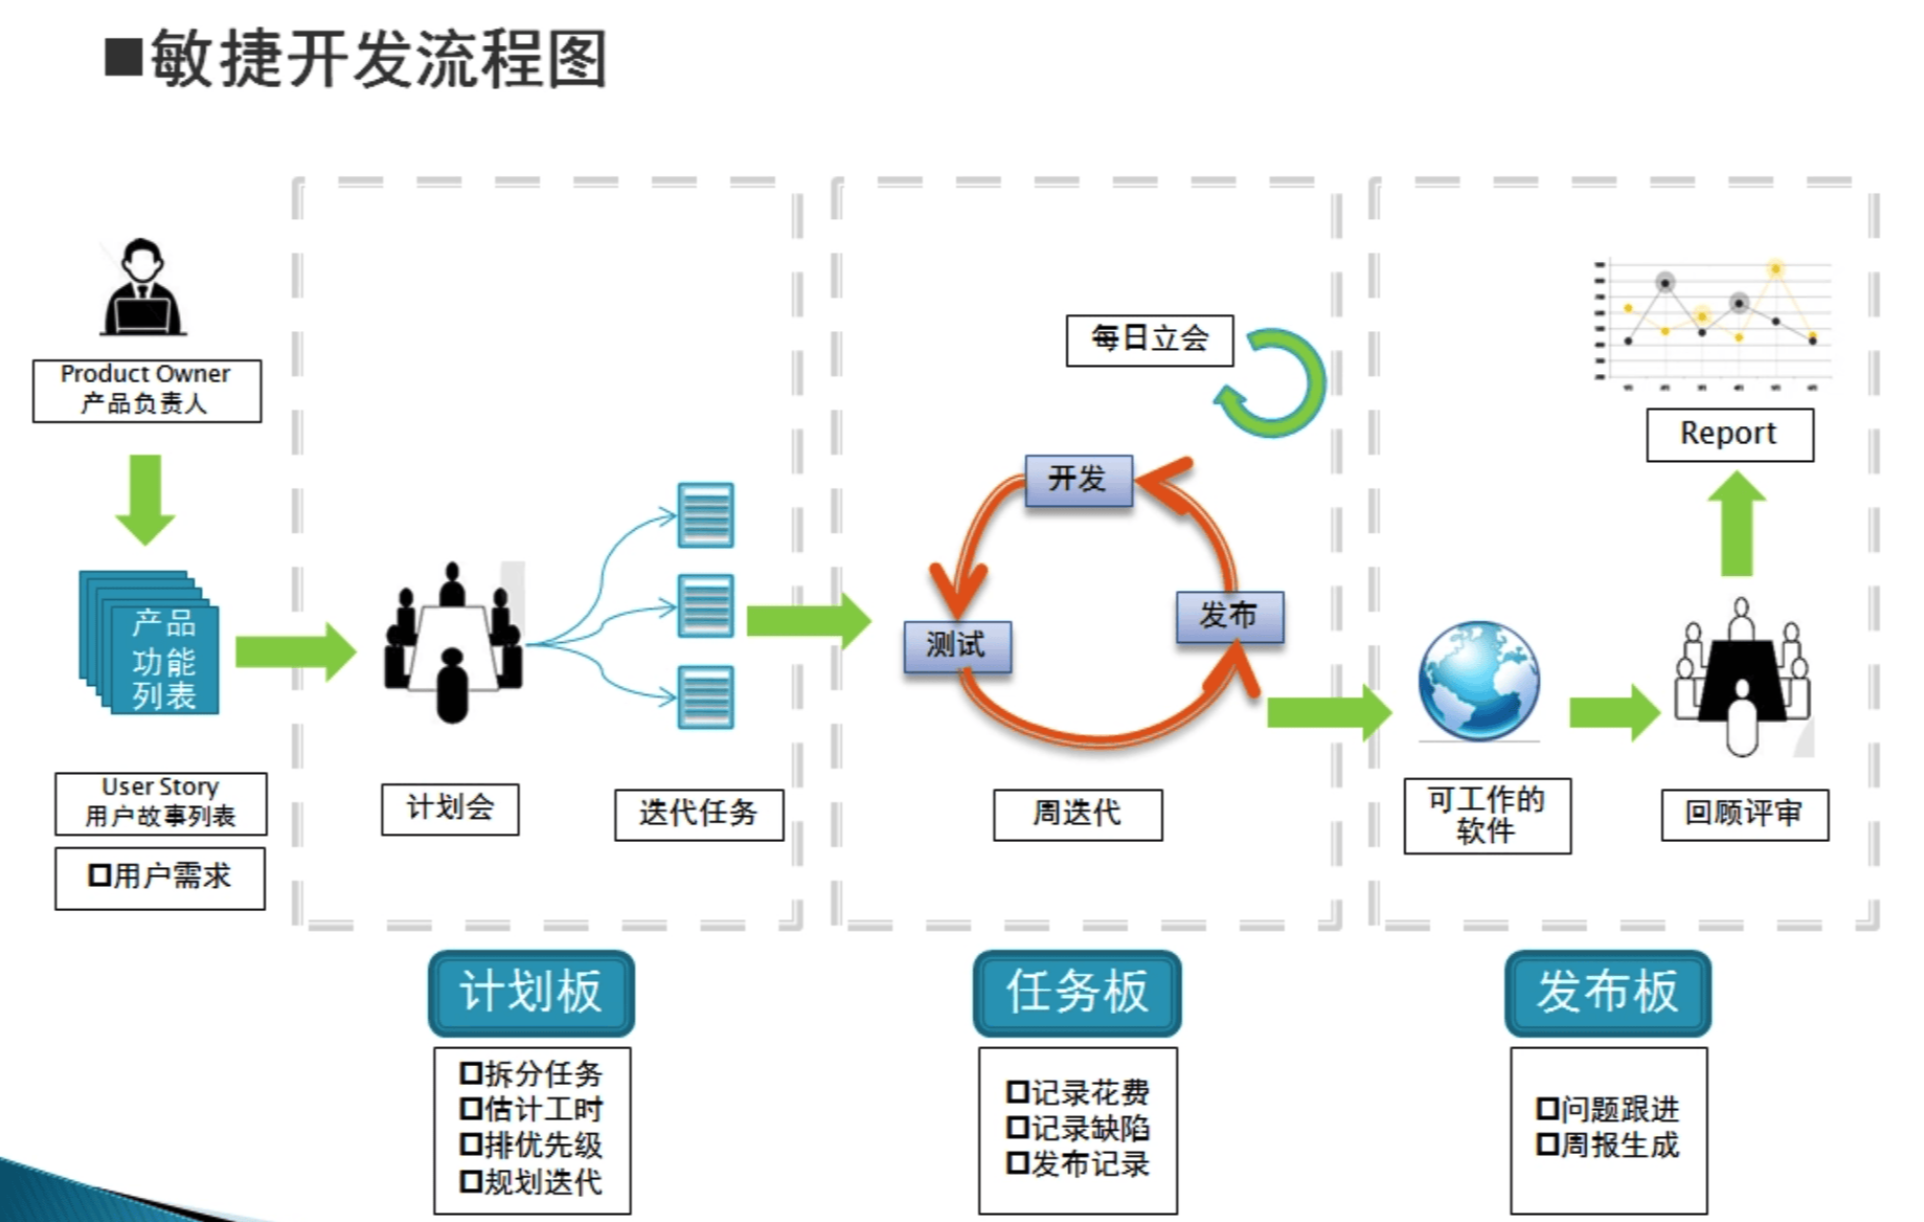 ■敏捷开发流程图
Product Owner
产品负责人
产品
功能
列表
User Story
用户故事列表
用户需求
计划会
迭代任务
每日立会
开发
测试
发布
周迭代
Report
可工作的
软件
回顾评审
计划板
拆分任务
估计工时
排优先级
规划迭代
任务板
记录花费
记录缺陷
发布记录
发布板
问题跟进
周报生成